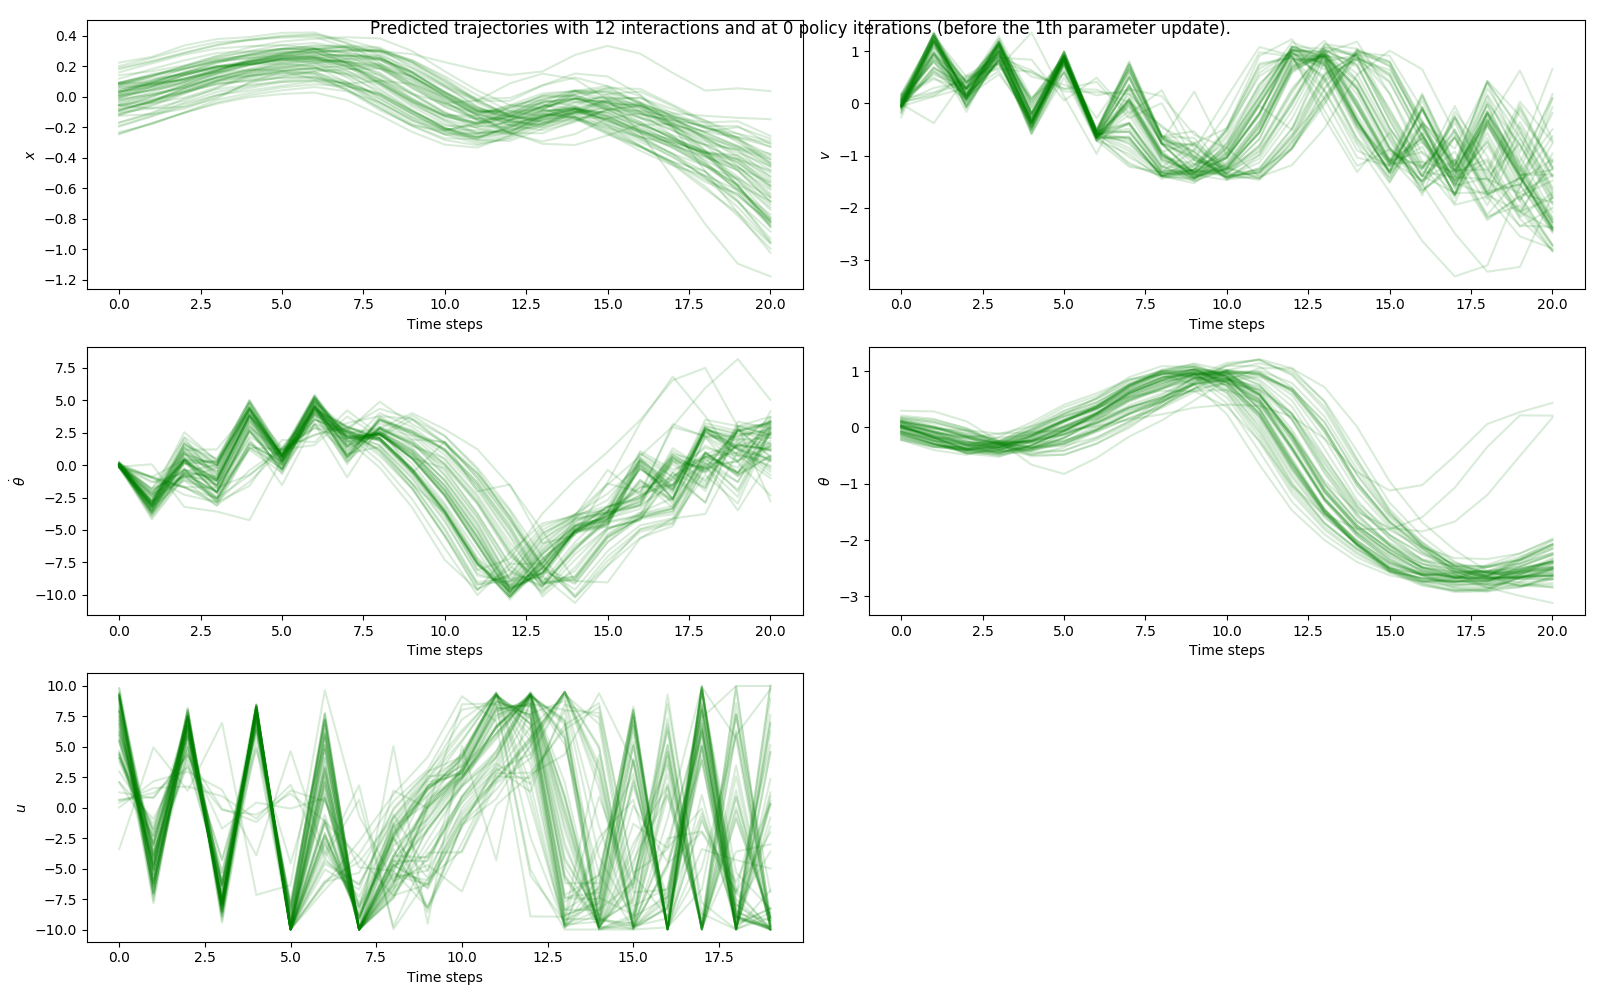 Predicted trajectories with 12 interactions and at 0 policy iterations (before the 1th parameter update).
0.4
0.2
0.0
−0.2
−0.4
−0.6
−0.8
−1.0
−1.2
x
0.0 2.5 5.0 7.5 10.0 12.5 15.0 17.5 20.0
Time steps
1
0
−1
−2
−3
v
0.0 2.5 5.0 7.5 10.0 12.5 15.0 17.5 20.0
Time steps
7.5
5.0
2.5
0.0
−2.5
−5.0
−7.5
−10.0
θ̇
0.0 2.5 5.0 7.5 10.0 12.5 15.0 17.5 20.0
Time steps
1
0
−1
−2
−3
θ
0.0 2.5 5.0 7.5 10.0 12.5 15.0 17.5 20.0
Time steps
10.0
7.5
5.0
2.5
0.0
−2.5
−5.0
−7.5
−10.0
u
0.0 2.5 5.0 7.5 10.0 12.5 15.0 17.5
Time steps